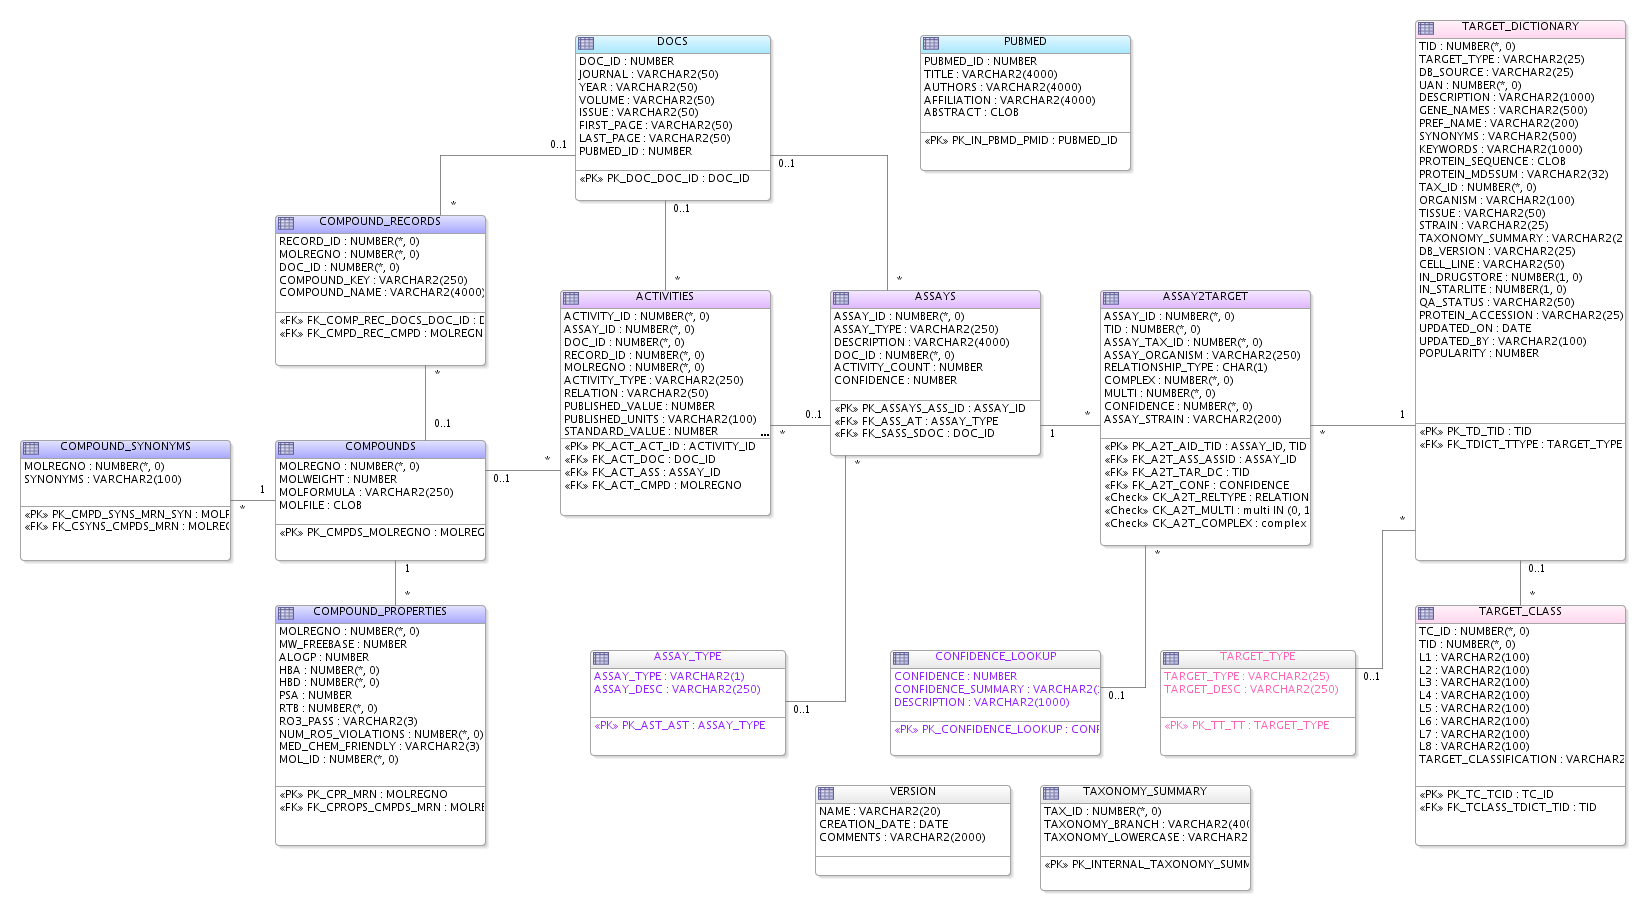 DOCS
DOC_ID : NUMBER
JOURNAL : VARCHAR2(50)
YEAR : VARCHAR2(50)
VOLUME : VARCHAR2(50)
ISSUE : VARCHAR2(50)
FIRST_PAGE : VARCHAR2(50)
LAST_PAGE : VARCHAR2(50)
PUBMED_ID : NUMBER
«PK» PK_DOC_DOC_ID : DOC_ID
0..1
*
0..1
*
0..1
*
PUBMED
PUBMED_ID : NUMBER
TITLE : VARCHAR2(4000)
AUTHORS : VARCHAR2(4000)
AFFILIATION : VARCHAR2(4000)
ABSTRACT : CLOB
«PK» PK_IN_PBMD_PMID : PUBMED_ID
TARGET_DICTIONARY
TID : NUMBER(*, 0)
TARGET_TYPE : VARCHAR2(25)
DB_SOURCE : VARCHAR2(25)
UAN : NUMBER(*, 0)
DESCRIPTION : VARCHAR2(1000)
GENE_NAMES : VARCHAR2(500)
PREF_NAME : VARCHAR2(200)
SYNONYMS : VARCHAR2(500)
KEYWORDS : VARCHAR2(1000)
PROTEIN_SEQUENCE : CLOB
PROTEIN_MD5SUM : VARCHAR2(32)
TAX_ID : NUMBER(*, 0)
ORGANISM : VARCHAR2(100)
TISSUE : VARCHAR2(50)
STRAIN : VARCHAR2(25)
TAXONOMY_SUMMARY : VARCHAR2(2
DB_VERSION : VARCHAR2(25)
CELL_LINE : VARCHAR2(50)
IN_DRUGSTORE : NUMBER(1, 0)
IN_STARLITE : NUMBER(1, 0)
QA_STATUS : VARCHAR2(50)
PROTEIN_ACCESSION : VARCHAR2(25)
UPDATED_ON : DATE
UPDATED_BY : VARCHAR2(100)
POPULARITY : NUMBER
«PK» PK_TD_TID : TID
«FK» FK_TDICT_TTYPE : TARGET_TYPE
COMPOUND_RECORDS
RECORD_ID : NUMBER(*, 0)
MOLREGNO : NUMBER(*, 0)
DOC_ID : NUMBER(*, 0)
COMPOUND_KEY : VARCHAR2(250)
COMPOUND_NAME : VARCHAR2(4000)
«FK» FK_COMP_REC_DOCS_DOC_ID : D
«FK» FK_CMPD_REC_CMPD : MOLREGN
*
0..1
ACTIVITIES
ACTIVITY_ID : NUMBER(*, 0)
ASSAY_ID : NUMBER(*, 0)
DOC_ID : NUMBER(*, 0)
RECORD_ID : NUMBER(*, 0)
MOLREGNO : NUMBER(*, 0)
ACTIVITY_TYPE : VARCHAR2(250)
RELATION : VARCHAR2(50)
PUBLISHED_VALUE : NUMBER
PUBLISHED_UNITS : VARCHAR2(100)
STANDARD_VALUE : NUMBER ...
«PK» PK_ACT_ACT_ID : ACTIVITY_ID
«FK» FK_ACT_DOC : DOC_ID
«FK» FK_ACT_ASS : ASSAY_ID
«FK» FK_ACT_CMPD : MOLREGNO
0..1
*
ASSAYS
ASSAY_ID : NUMBER(*, 0)
ASSAY_TYPE : VARCHAR2(250)
DESCRIPTION : VARCHAR2(4000)
DOC_ID : NUMBER(*, 0)
ACTIVITY_COUNT : NUMBER
CONFIDENCE : NUMBER
«PK» PK_ASSAYS_ASS_ID : ASSAY_ID
«FK» FK_ASS_AT : ASSAY_TYPE
«FK» FK_SASS_SDOC : DOC_ID
*
1
*
ASSAY2TARGET
ASSAY_ID : NUMBER(*, 0)
TID : NUMBER(*, 0)
ASSAY_TAX_ID : NUMBER(*, 0)
ASSAY_ORGANISM : VARCHAR2(250)
RELATIONSHIP_TYPE : CHAR(1)
COMPLEX : NUMBER(*, 0)
MULTI : NUMBER(*, 0)
CONFIDENCE : NUMBER(*, 0)
ASSAY_STRAIN : VARCHAR2(200)
«PK» PK_A2T_AID_TID : ASSAY_ID, TID
«FK» FK_A2T_ASS_ASSID : ASSAY_ID
«FK» FK_A2T_TAR_DC : TID
«FK» FK_A2T_CONF : CONFIDENCE
«Check» CK_A2T_RELTYPE : RELATION
«Check» CK_A2T_MULTI : multi IN (0, 1
«Check» CK_A2T_COMPLEX : complex
1
*
*
*
COMPOUND_SYNONYMS
MOLREGNO : NUMBER(*, 0)
SYNONYMS : VARCHAR2(100)
«PK» PK_CMPD_SYNS_MRN_SYN : MOLF
«FK» FK_CSYNS_CMPDS_MRN : MOLREG
1
*
COMPOUNDS
MOLREGNO : NUMBER(*, 0)
MOLWEIGHT : NUMBER
MOLFORMULA : VARCHAR2(250)
MOLFILE : CLOB
«PK» PK_CMPDS_MOLREGNO : MOLREG
*
0..1
1
*
COMPOUND_PROPERTIES
MOLREGNO : NUMBER(*, 0)
MW_FREEBASE : NUMBER
ALOGP : NUMBER
HBA : NUMBER(*, 0)
HBD : NUMBER(*, 0)
PSA : NUMBER
RTB : NUMBER(*, 0)
RO3_PASS : VARCHAR2(3)
NUM_RO5_VIOLATIONS : NUMBER(*, 0)
MED_CHEM_FRIENDLY : VARCHAR2(3)
MOL_ID : NUMBER(*, 0)
«PK» PK_CPR_MRN : MOLREGNO
«FK» FK_CPROPS_CMPDS_MRN : MOLRE
ASSAY_TYPE
ASSAY_TYPE : VARCHAR2(1)
ASSAY_DESC : VARCHAR2(250)
«PK» PK_AST_AST : ASSAY_TYPE
0..1
CONFIDENCE_LOOKUP
CONFIDENCE : NUMBER
CONFIDENCE_SUMMARY : VARCHAR2(
DESCRIPTION : VARCHAR2(1000)
«PK» PK_CONFIDENCE_LOOKUP : CONF
0..1
TARGET_TYPE
TARGET_TYPE : VARCHAR2(25)
TARGET_DESC : VARCHAR2(250)
«PK» PK_TT_TT : TARGET_TYPE
0..1
0..1
*
TARGET_CLASS
TC_ID : NUMBER(*, 0)
TID : NUMBER(*, 0)
L1 : VARCHAR2(100)
L2 : VARCHAR2(100)
L3 : VARCHAR2(100)
L4 : VARCHAR2(100)
L5 : VARCHAR2(100)
L6 : VARCHAR2(100)
L7 : VARCHAR2(100)
L8 : VARCHAR2(100)
TARGET_CLASSIFICATION : VARCHAR2
«PK» PK_TC_TCID : TC_ID
«FK» FK_TCLASS_TDICT_TID : TID
VERSION
NAME : VARCHAR2(20)
CREATION_DATE : DATE
COMMENTS : VARCHAR2(2000)
TAXONOMY_SUMMARY
TAX_ID : NUMBER(*, 0)
TAXONOMY_BRANCH : VARCHAR2(400
TAXONOMY_LOWERCASE : VARCHAR2
«PK» PK_INTERNAL_TAXONOMY_SUMM